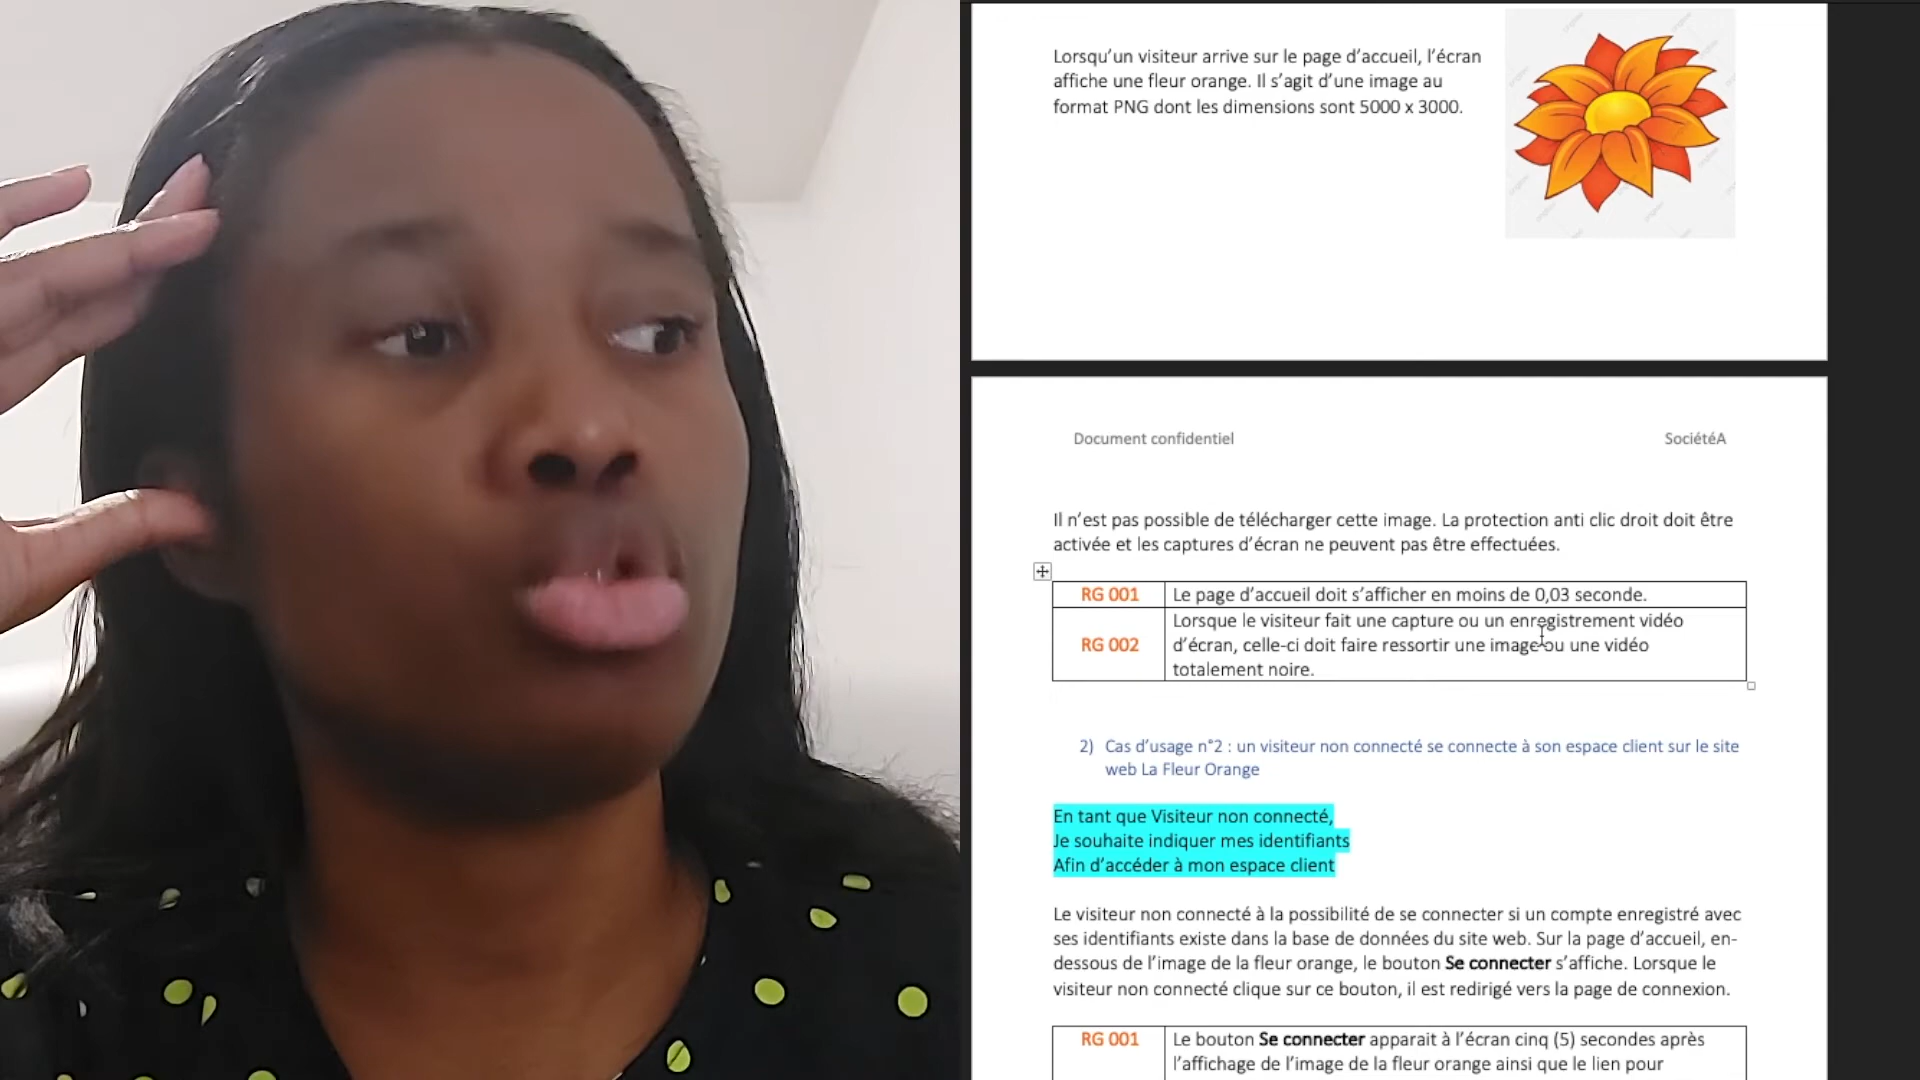 Lorsqu’un visiteur arrive sur le page d’accueil, l’écran
affiche une fleur orange. Il s’agit d’une image au
format PNG dont les dimensions sont 5000 x 3000.
Document confidentiel
SociétéA
Il n’est pas possible de télécharger cette image. La protection anti clic droit doit être
activée et les captures d’écran ne peuvent pas être effectuées.
RG 001
Le page d’accueil doit s’afficher en moins de 0,03 seconde.
RG 002
Lorsque le visiteur fait une capture ou un enregistrement vidéo
d’écran, celle-ci doit faire ressortir une image ou une vidéo
totalement noire.
2) Cas d’usage n°2 : un visiteur non connecté se connecte à son espace client sur le site
web La Fleur Orange
En tant que Visiteur non connecté,
Je souhaite indiquer mes identifiants
Afin d’accéder à mon espace client
Le visiteur non connecté à la possibilité de se connecter si un compte enregistré avec
ses identifiants existe dans la base de données du site web. Sur la page d’accueil, en-
dessous de l’image de la fleur orange, le bouton Se connecter s’affiche. Lorsque le
visiteur non connecté clique sur ce bouton, il est redirigé vers la page de connexion.
RG 001
Le bouton Se connecter apparait à l’écran cinq (5) secondes après
l’affichage de l’image de la fleur orange ainsi que le lien pour